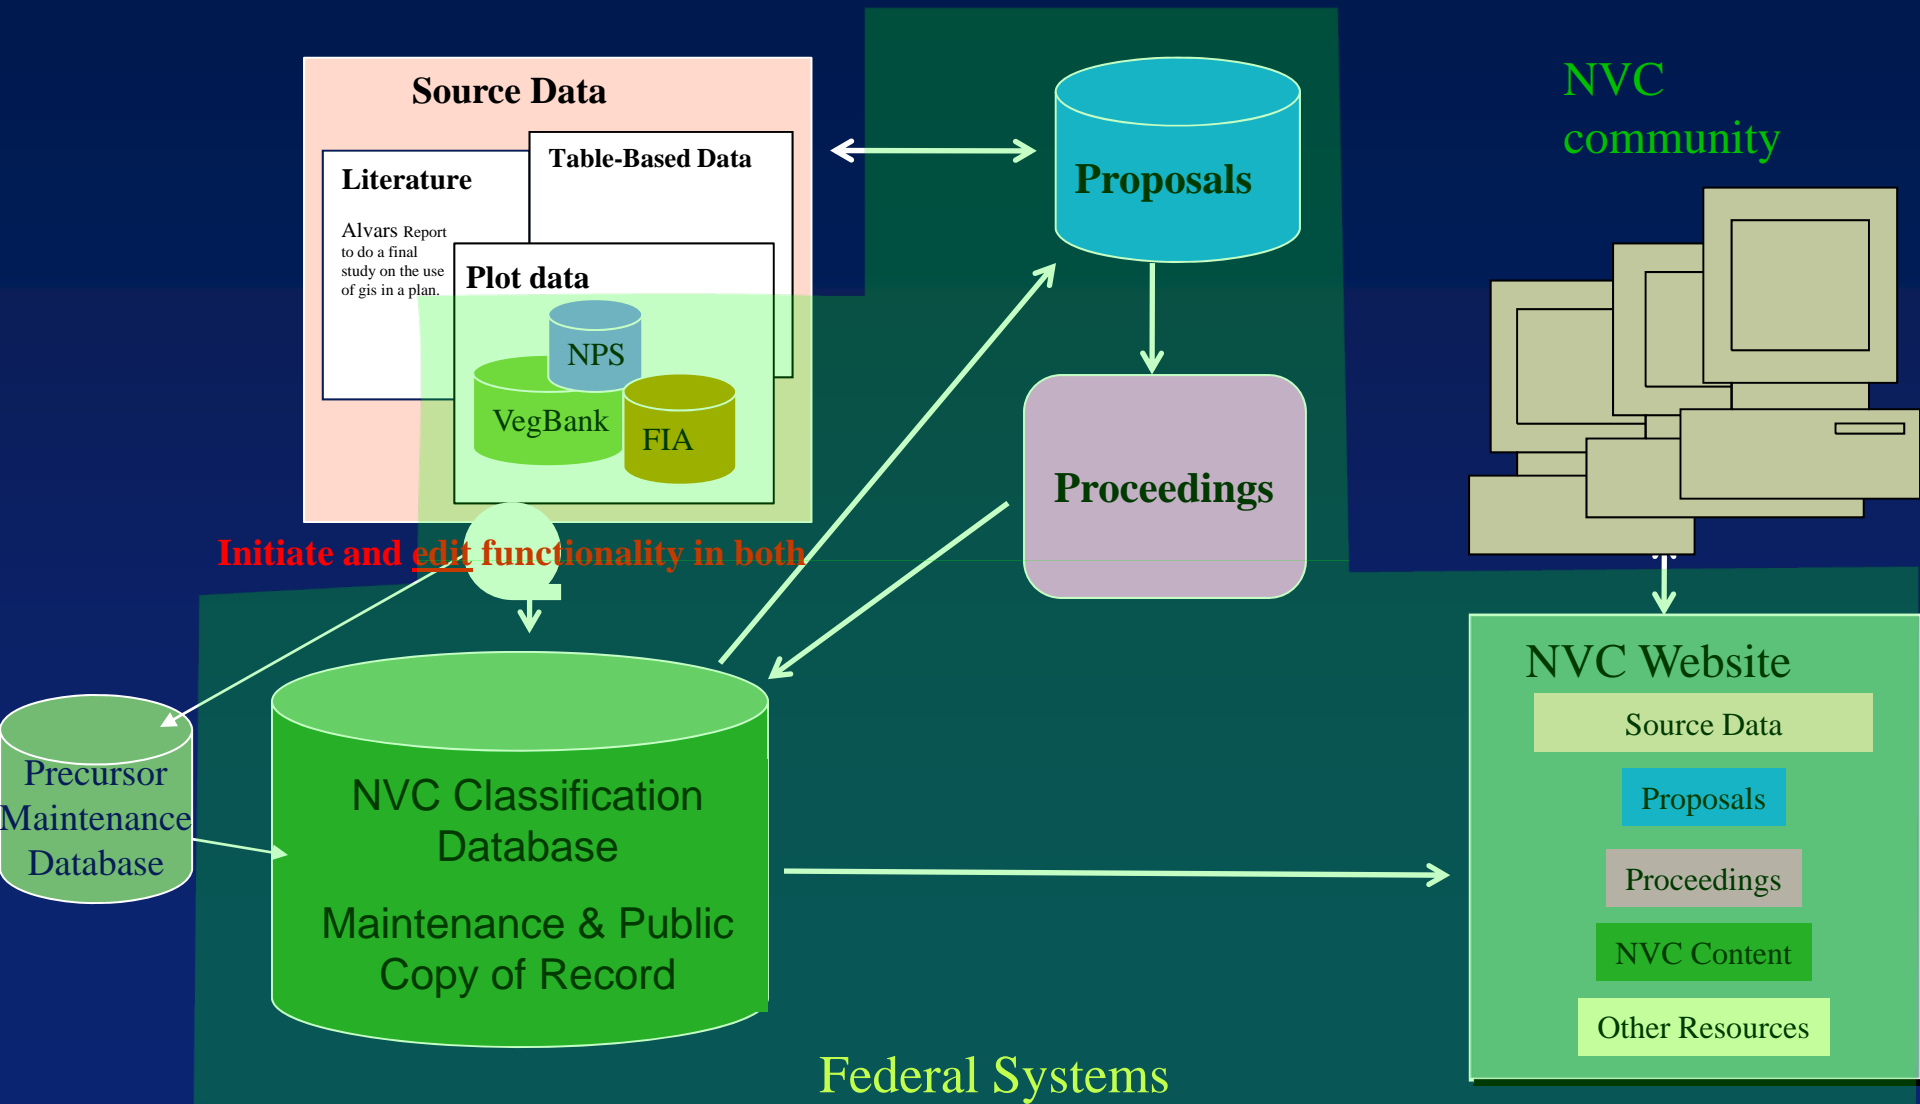 Source Data
Literature
Alvars Report
to do a final
study on the use
of gis in a plan.
Table-Based Data
Plot data
NPS
VegBank
FIA
Initiate and edit functionality in both
Proposals
Proceedings
NVC
community
Precursor
Maintenance
Database
NVC Classification
Database
Maintenance & Public
Copy of Record
NVC Website
Source Data
Proposals
Proceedings
NVC Content
Other Resources
Federal Systems